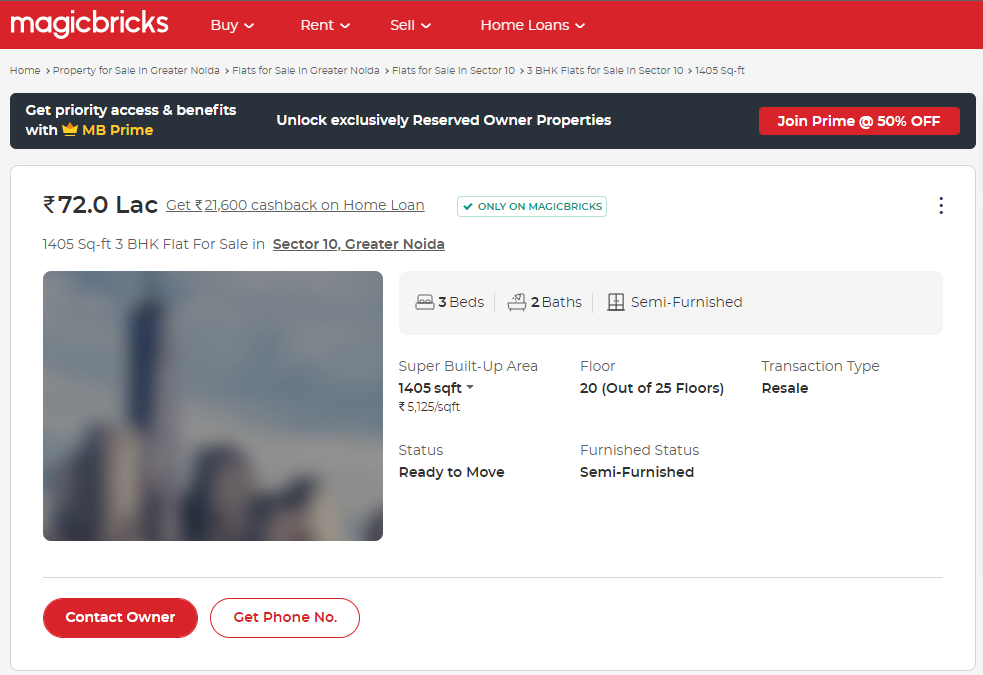 magicbricks
Buy Rent Sell Home Loans
Home > Property for Sale in Greater Noida > Flats for Sale in Greater Noida > Flats for Sale in Sector 10 > 3 BHK Flats for Sale in Sector 10 > 1405 Sq-ft
Get priority access & benefits
with MB Prime
Unlock exclusively Reserved Owner Properties
Join Prime @ 50% OFF
₹72.0 Lac Get ₹21,600 cashback on Home Loan ONLY ON MAGICBRICKS
1405 Sq-ft 3 BHK Flat For Sale in Sector 10, Greater Noida
3 Beds 2 Baths Semi-Furnished
Super Built-Up Area Floor Transaction Type
1405 sqft 20 (Out of 25 Floors) Resale
₹5,125/sqft
Status Furnished Status
Ready to Move Semi-Furnished
Contact Owner Get Phone No.